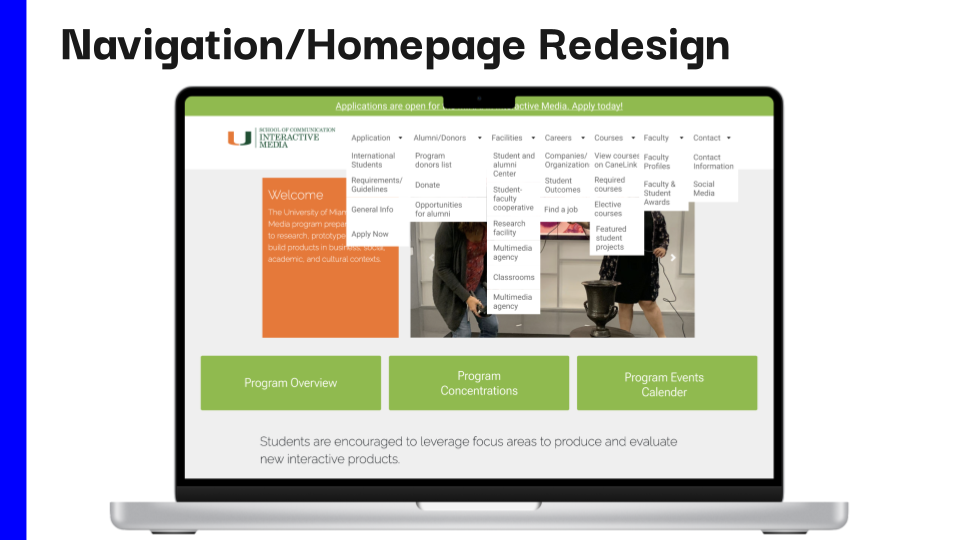 Navigation/Homepage Redesign
Applications are open for active Media. Apply today!
SCHOOL OF COMMUNICATION
INTERACTIVE
MEDIA
Application
Alumni/Donors
Facilities
Careers
Courses
Faculty
Contact
International
Students
Requirements/
Guidelines
General Info
Apply Now
Program
donors list
Donate
Opportunities
for alumni
Student and
alumni
Center
Student-
faculty
cooperative
Research
facility
Multimedia
agency
Classrooms
Multimedia
agency
Companies/
Organization
Student
Outcomes
Find a job
View courses
on CaneLink
Required
courses
Elective
courses
Featured
student
projects
Faculty
Profiles
Faculty &
Student
Awards
Contact
Information
Social
Media
Welcome
The University of
Media program
to research, prototype
build products in business, social,
academic, and cultural contexts.
Program Overview
Program
Concentrations
Program Events
Calender
Students are encouraged to leverage focus areas to produce and evaluate
new interactive products.